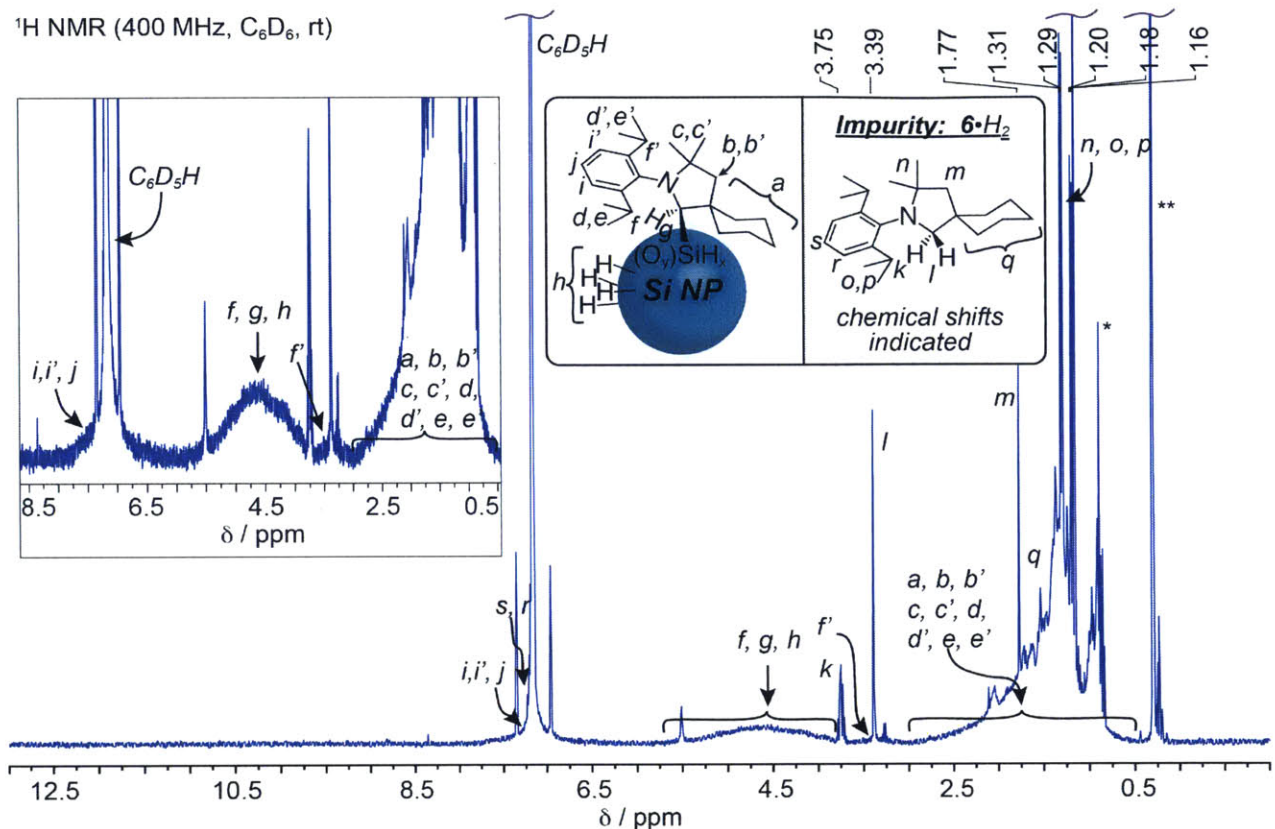 ¹H NMR (400 MHz, C₆D₆, rt)
C₆D₅H
3.75
3.39
1.77
1.31
1.29
1.20
1.18
1.16
C₆D₅H
i,i', j
f, g, h
f'
a, b, b'
c, c', d,
d', e, e'
8.5
6.5
4.5
2.5
0.5
δ / ppm
d',e'
c,c'
i'
f'
b,b'
j
N
a
i
d,e
H
f
g
(Oᵧ)SiHₓ
h
H
H
H
H
Si NP
Impurity: 6•H₂
n
m
N
s
r
H
H
k
l
o,p
q
chemical shifts
indicated
n, o, p
**
*
m
l
q
s, r
i,i', j
f, g, h
f'
k
a, b, b'
c, c', d,
d', e, e'
12.5
10.5
8.5
6.5
4.5
2.5
0.5
δ / ppm